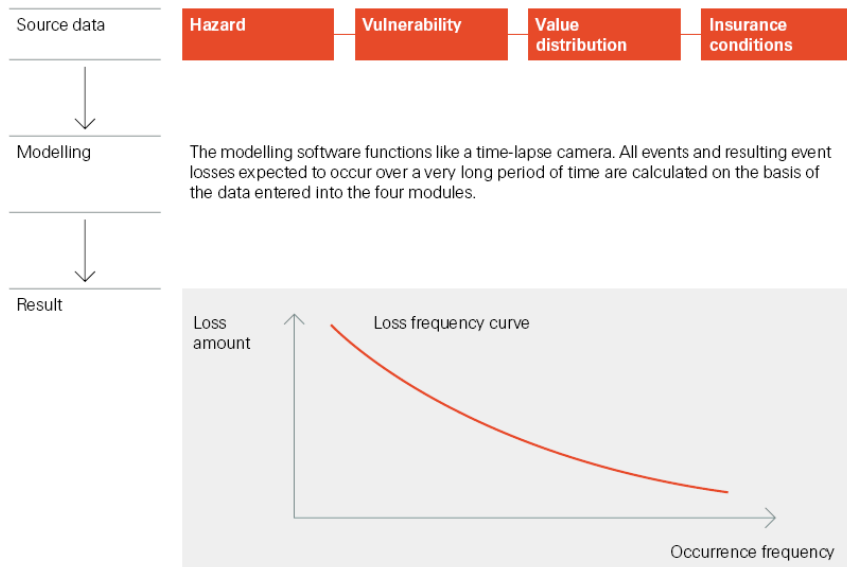 Source data
Hazard
Vulnerability
Value
distribution
Insurance
conditions
Modelling
The modelling software functions like a time-lapse camera. All events and resulting event
losses expected to occur over a very long period of time are calculated on the basis of
the data entered into the four modules.
Result
Loss
amount
Loss frequency curve
Occurrence frequency